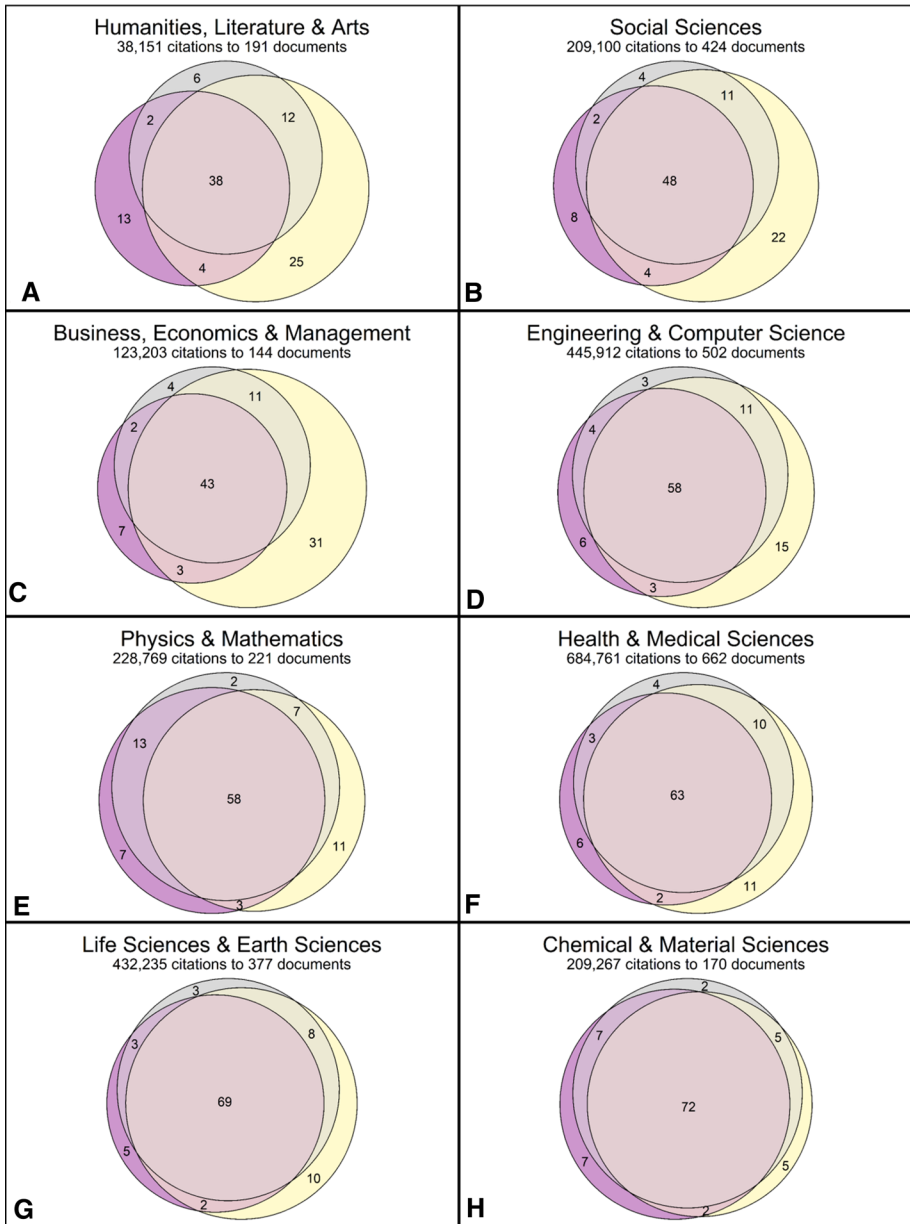 Humanities, Literature & Arts
38,151 citations to 191 documents
6
2
12
38
13
4
25
A
Social Sciences
209,100 citations to 424 documents
4
11
2
48
8
22
4
B
Business, Economics & Management
123,203 citations to 144 documents
4
11
2
43
7
31
3
C
Engineering & Computer Science
445,912 citations to 502 documents
3
11
4
58
6
15
3
D
Physics & Mathematics
228,769 citations to 221 documents
2
7
13
58
7
11
3
E
Health & Medical Sciences
684,761 citations to 662 documents
4
10
3
63
6
11
2
F
Life Sciences & Earth Sciences
432,235 citations to 377 documents
3
8
3
69
5
10
2
G
Chemical & Material Sciences
209,267 citations to 170 documents
2
7
5
72
7
5
2
H